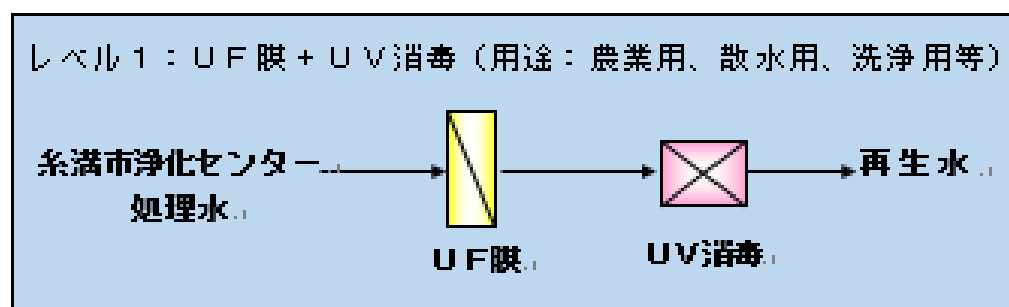 レベル１：ＵＦ膜＋ＵＶ消毒（用途：農業用、散水用、洗浄用等）
糸満市浄化センター
処理水
再生水
ＵＦ膜
ＵＶ消毒